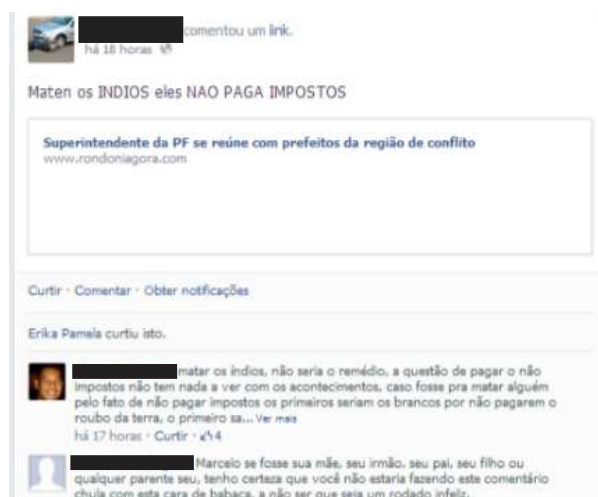 comentou um link.
há 18 horas
Maten os INDIOS eles NAO PAGA IMPOSTOS
Superintendente da PF se reúne com prefeitos da região de conflito
www.rondoniagora.com
Curtir · Comentar · Obter notificações
Erika Pamela curtiu isto.
matar os índios, não seria o remédio, a questão de pagar o não
impostos não tem nada a ver com os acontecimentos, caso fosse pra matar alguém
pelo fato de não pagar impostos os primeiros seriam os brancos por não pagarem o
roubo da terra, o primeiro sa... Ver mais
há 17 horas · Curtir · 4
Marceio se fosse sua mãe, seu irmão, seu pai, seu filho ou
qualquer parente seu, tenho certeza que você não estaria fazendo este comentário
chula com esta cara de babaca, a não ser que seja um rodado infeliz.